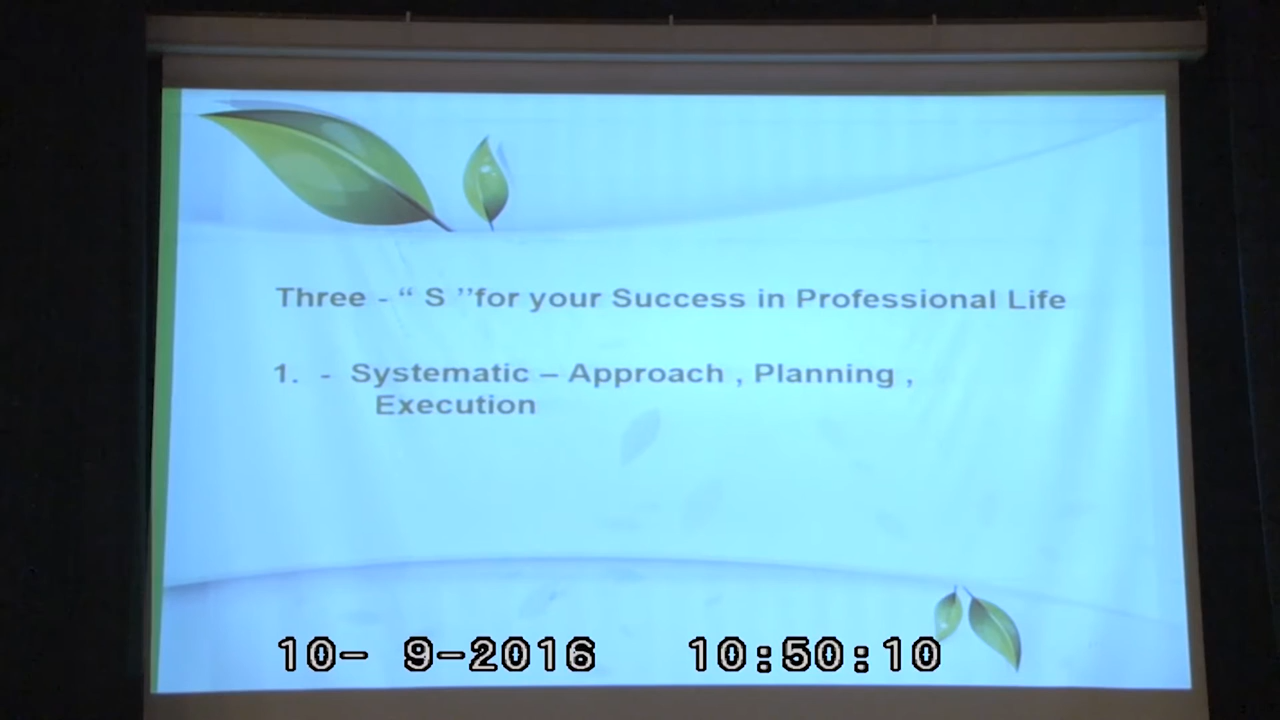 Three - “ S ”for your Success in Professional Life
1. - Systematic – Approach , Planning ,
Execution
10- 9-2016 10:50:10